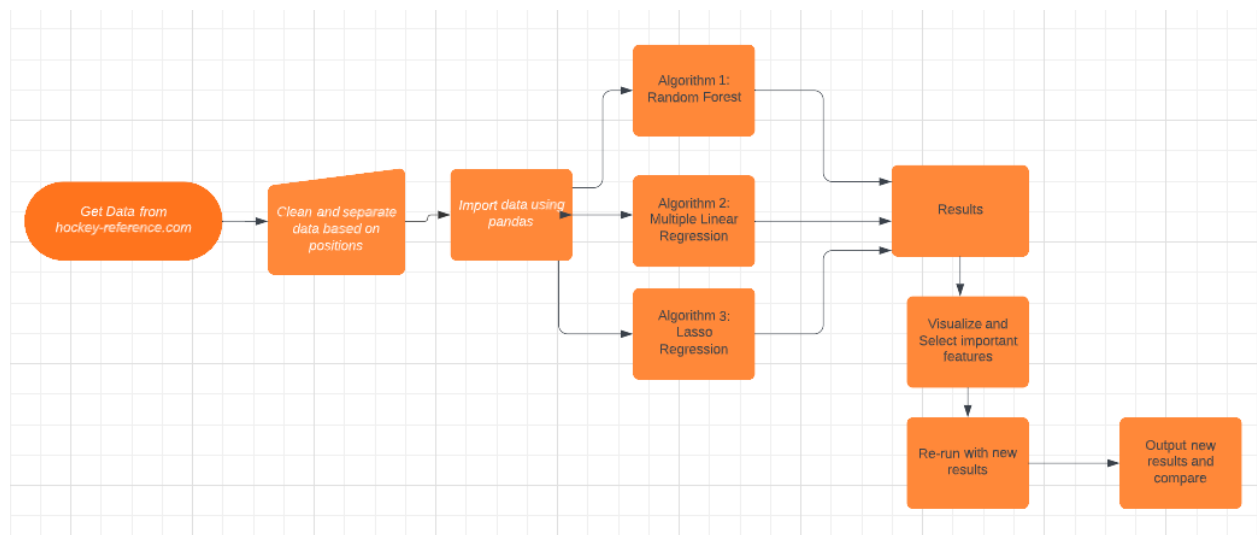 Get Data from
hockey-reference.com
Clean and separate
data based on
positions
Import data using
pandas
Algorithm 1:
Random Forest
Algorithm 2:
Multiple Linear
Regression
Algorithm 3:
Lasso
Regression
Results
Visualize and
Select important
features
Re-run with new
results
Output new
results and
compare